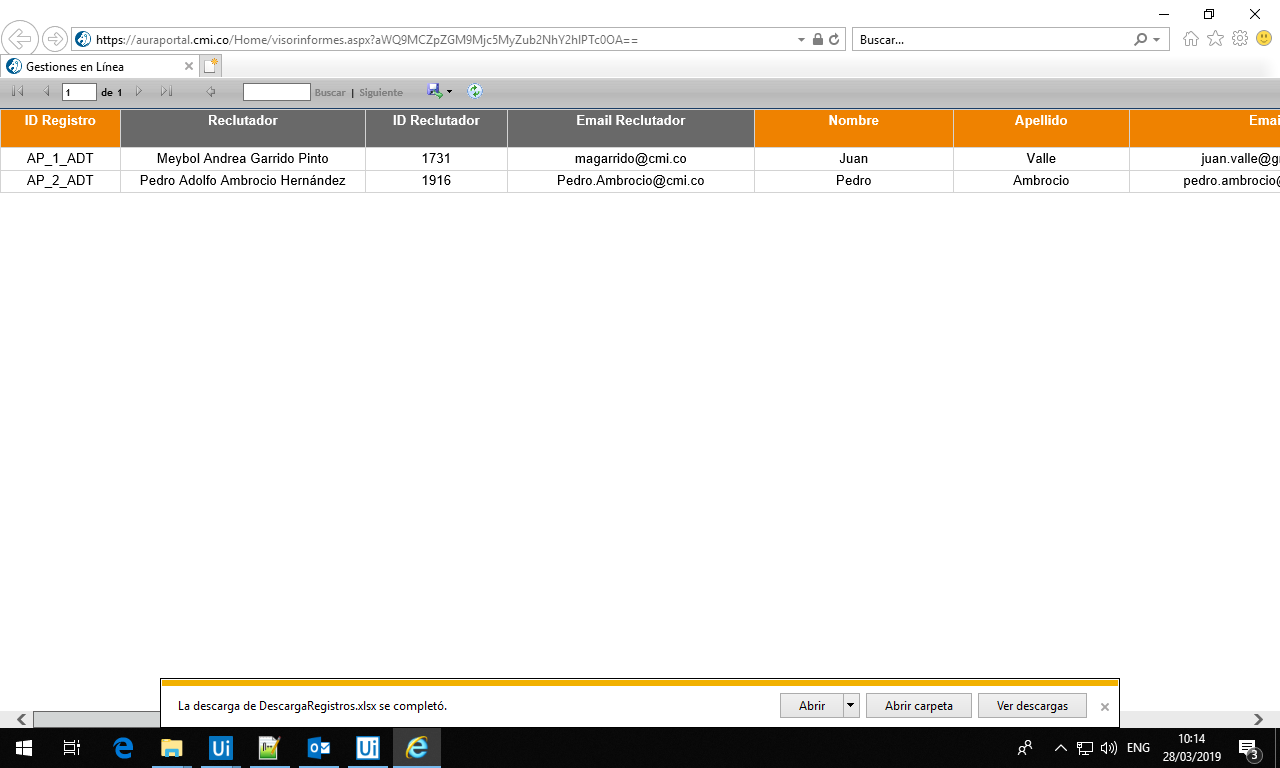 https://auraportal.cmi.co/Home/visorinformes.aspx?aWQ9MCZpZGM9Mjc5MyZub2NhY2hlPTc0OA==
Buscar...
Gestiones en Línea
1 de 1 Buscar | Siguiente
ID Registro Reclutador ID Reclutador Email Reclutador Nombre Apellido Emai
AP_1_ADT Meybol Andrea Garrido Pinto 1731 magarrido@cmi.co Juan Valle juan.valle@g
AP_2_ADT Pedro Adolfo Ambrocio Hernández 1916 Pedro.Ambrocio@cmi.co Pedro Ambrocio pedro.ambrocio@
La descarga de DescargaRegistros.xlsx se completó. Abrir Abrir carpeta Ver descargas
Ui Ui ENG 10:14
28/03/2019 3